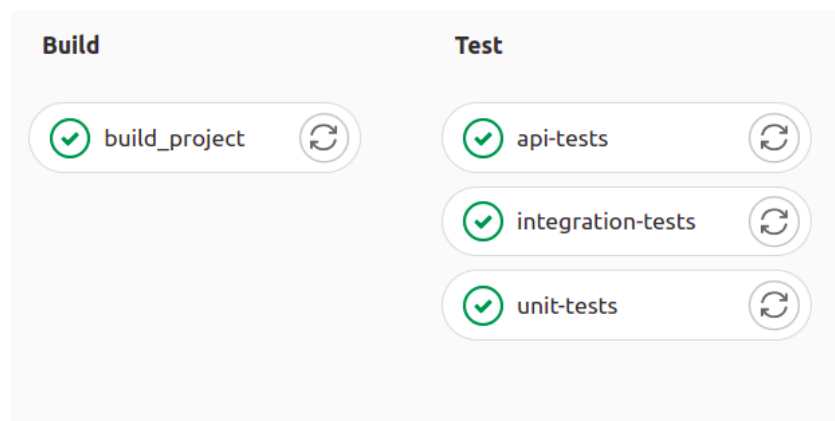 Build
Test
build_project
api-tests
integration-tests
unit-tests